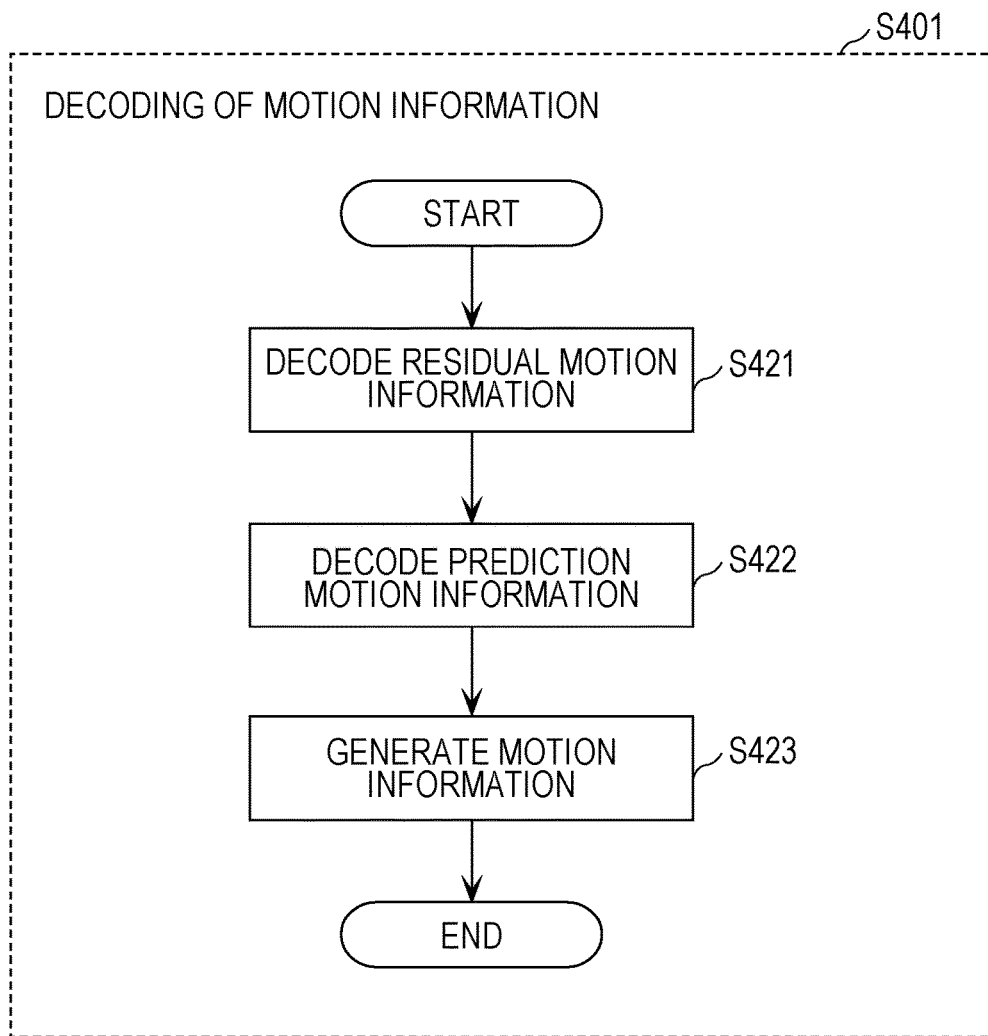 S401
DECODING OF MOTION INFORMATION
START
DECODE RESIDUAL MOTION
INFORMATION
S421
DECODE PREDICTION
MOTION INFORMATION
S422
GENERATE MOTION
INFORMATION
S423
END